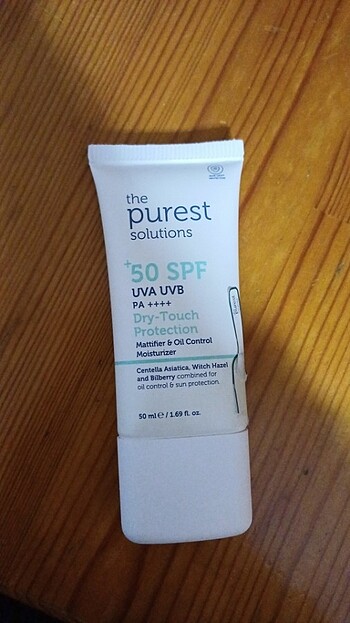 the
purest
solutions
+50 SPF
UVA UVB
PA ++++
Dry-Touch
Protection
Mattifier & Oil Control
Moisturizer
Centella Asiatica, Witch Hazel
and Bilberry combined for
oil control & sun protection.
50 ml ℮ / 1.69 fl. oz.